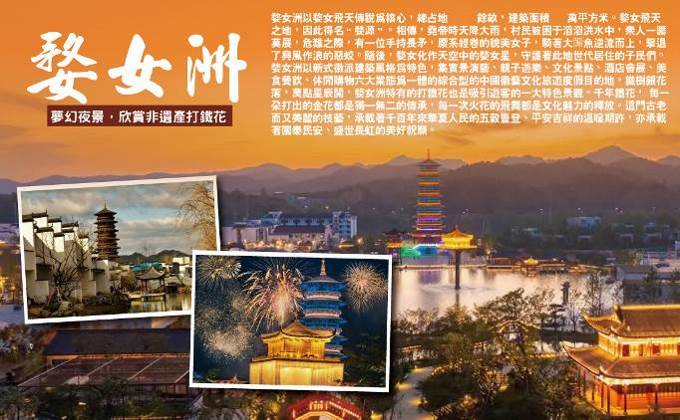 婺女洲
夢幻夜景，欣賞非遺產打鐵花
婺女洲以婺女飛天傳說爲核心，總占地 餘畝，建築面積 萬平方米。婺女飛天
之地，因此得名"婺源"。相傳，堯帝時天降大雨，村民被困于滔滔洪水中，衆人一籌
莫展，危難之際，有一位手持長矛，原系輕卷的貌美女子，騎著大 魚逆流而上，擊退
了興風作浪的惡蛟。隨後，婺女化作天空中的婺女星，守護著此地世代居住的子民們。
婺女洲以新式徽派建築風格爲特色，集實景演藝、親子遊樂、文化景點、酒店會展、美
食餐飲、休閑購物六大業態爲一體的綜合型的中國徽藝文化旅遊度假目的地。鐵樹銀花
落，萬點星辰開，婺女洲特有的打鐵花也是吸引遊客的一大特色景觀。千年鐵花，每一
朵打出的金花都是獨一無二的傳承，每一次火花的飛舞都是文化魅力的釋放。這門古老
而又美麗的技藝，承載著千百年來華夏人民的五穀豐登、平安吉祥的溫暖期許，亦承載
著國泰民安、盛世長虹的美好祝願。